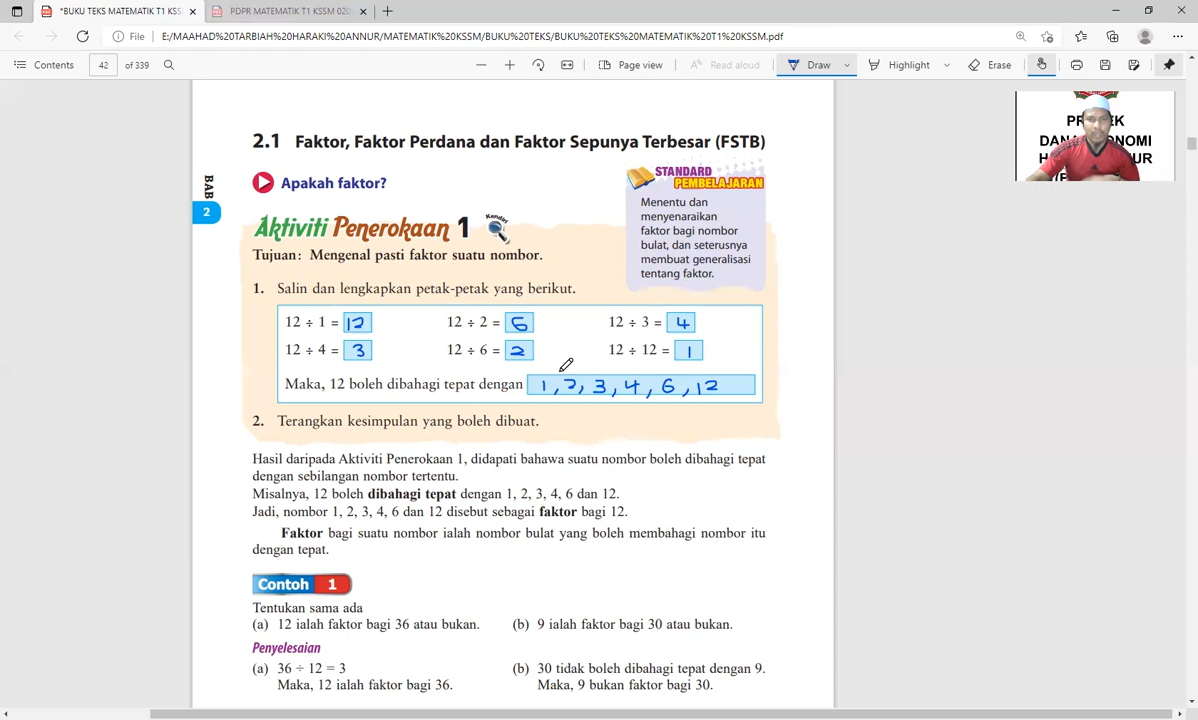 *BUKU TEKS MATEMATIK T1 KSS
PDPR MATEMATIK T1 KSSM 020
File
E:/MAAHAD%20TARBIAH%20HARAKI%20ANNUR/MATEMATIK%20KSSM/BUKU%20TEKS/BUKU%20TEKS%20MATEMATIK%20T1%20KSSM.pdf
Contents
42 of 339
Page view
Read aloud
Draw
Highlight
Erase
2.1 Faktor, Faktor Perdana dan Faktor Sepunya Terbesar (FSTB)
BAB
2
Apakah faktor?
STANDARD
PEMBELAJARAN
Menentu dan
menyenaraikan
faktor bagi nombor
bulat, dan seterusnya
membuat generalisasi
tentang faktor.
Aktiviti Penerokaan 1
Kendiri
Tujuan: Mengenal pasti faktor suatu nombor.
1. Salin dan lengkapkan petak-petak yang berikut.
12 ÷ 1 = 12 12 ÷ 2 = 6 12 ÷ 3 = 4
12 ÷ 4 = 3 12 ÷ 6 = 2 12 ÷ 12 = 1
Maka, 12 boleh dibahagi tepat dengan 1, 2, 3, 4, 6, 12
2. Terangkan kesimpulan yang boleh dibuat.
Hasil daripada Aktiviti Penerokaan 1, didapati bahawa suatu nombor boleh dibahagi tepat
dengan sebilangan nombor tertentu.
Misalnya, 12 boleh dibahagi tepat dengan 1, 2, 3, 4, 6 dan 12.
Jadi, nombor 1, 2, 3, 4, 6 dan 12 disebut sebagai faktor bagi 12.
Faktor bagi suatu nombor ialah nombor bulat yang boleh membahagi nombor itu
dengan tepat.
Contoh 1
Tentukan sama ada
(a) 12 ialah faktor bagi 36 atau bukan. (b) 9 ialah faktor bagi 30 atau bukan.
Penyelesaian
(a) 36 ÷ 12 = 3 (b) 30 tidak boleh dibahagi tepat dengan 9.
Maka, 12 ialah faktor bagi 36. Maka, 9 bukan faktor bagi 30.